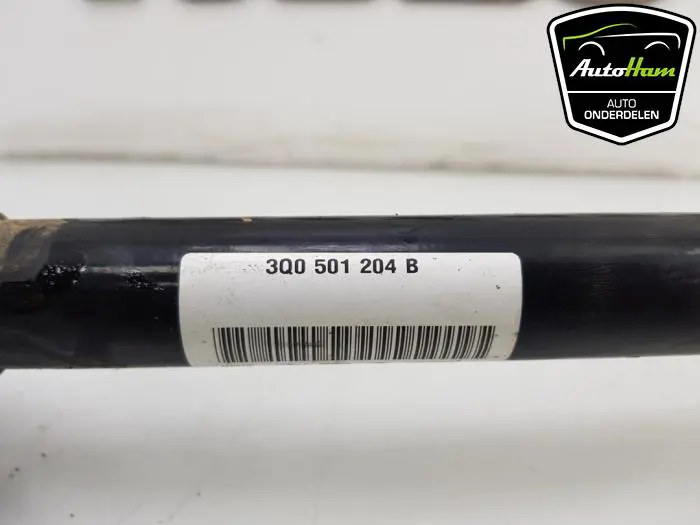 AutoHam
AUTO
ONDERDELEN
3Q0 501 204 B